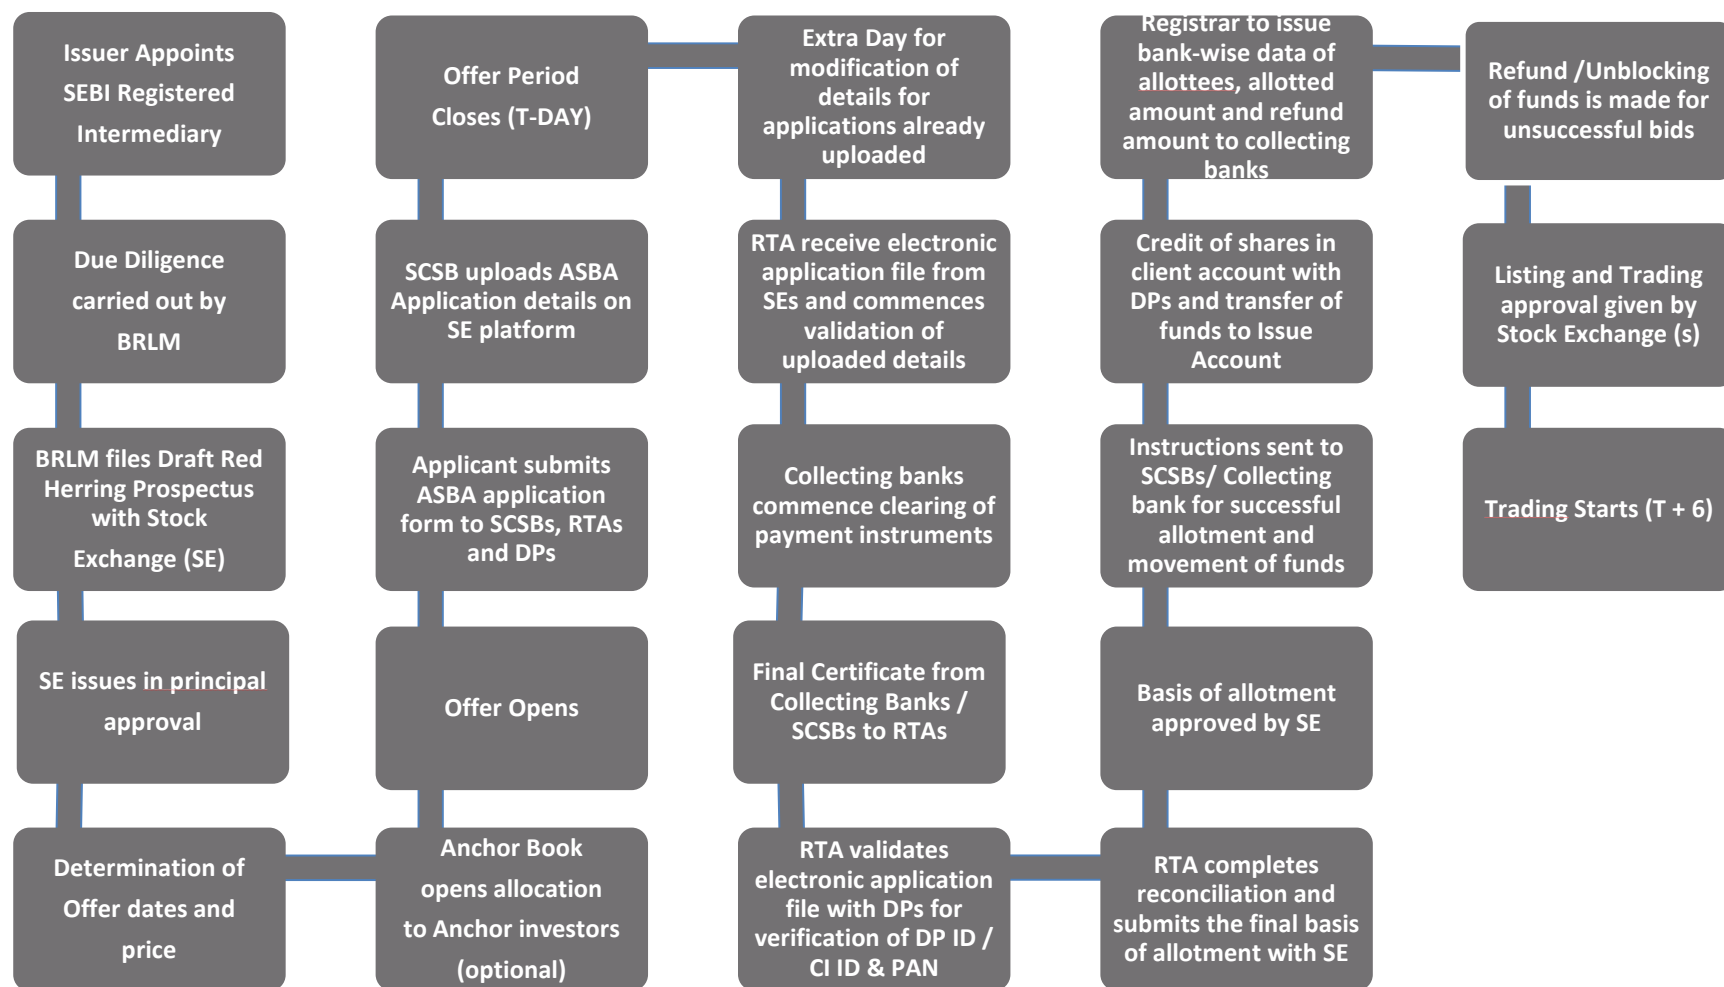 Issuer Appoints
SEBI Registered
Intermediary
Due Diligence
carried out by
BRLM
BRLM files Draft Red
Herring Prospectus
with Stock
Exchange (SE)
SE issues in principal
approval
Determination of
Offer dates and
price
Anchor Book
opens allocation
to Anchor investors
(optional)
Offer Opens
Applicant submits
ASBA application
form to SCSBs, RTAs
and DPs
SCSB uploads ASBA
Application details on
SE platform
Offer Period
Closes (T-DAY)
Extra Day for
modification of
details for
applications already
uploaded
RTA receive electronic
application file from
SEs and commences
validation of
uploaded details
Collecting banks
commence clearing of
payment instruments
Final Certificate from
Collecting Banks /
SCSBs to RTAs
RTA validates
electronic application
file with DPs for
verification of DP ID /
CI ID & PAN
RTA completes
reconciliation and
submits the final basis
of allotment with SE
Basis of allotment
approved by SE
Instructions sent to
SCSBs/ Collecting
bank for successful
allotment and
movement of funds
Credit of shares in
client account with
DPs and transfer of
funds to Issue
Account
Registrar to issue
bank-wise data of
allottees, allotted
amount and refund
amount to collecting
banks
Refund /Unblocking
of funds is made for
unsuccessful bids
Listing and Trading
approval given by
Stock Exchange (s)
Trading Starts (T + 6)